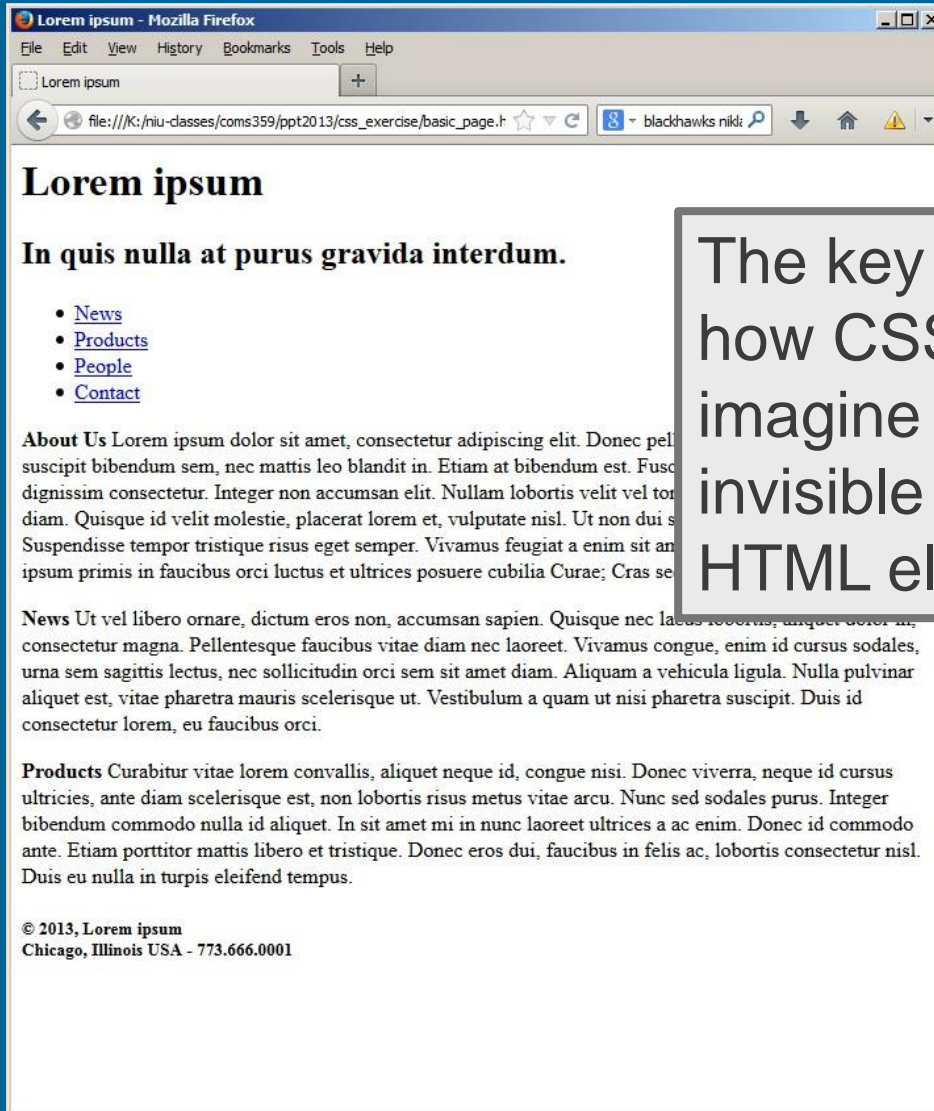 Lorem ipsum - Mozilla Firefox
File Edit View History Bookmarks Tools Help
Lorem ipsum
file:///K:/niu-classes/coms359/ppt2013/css_exercise/basic_page.h
blackhawks nikla
Lorem ipsum
In quis nulla at purus gravida interdum.
• News
• Products
• People
• Contact
About Us Lorem ipsum dolor sit amet, consectetur adipiscing elit. Donec pel
suscipit bibendum sem, nec mattis leo blandit in. Etiam at bibendum est. Fusc
dignissim consectetur. Integer non accumsan elit. Nullam lobortis velit vel tor
diam. Quisque id velit molestie, placerat lorem et, vulputate nisl. Ut non dui s
Suspendisse tempor tristique risus eget semper. Vivamus feugiat a enim sit am
ipsum primis in faucibus orci luctus et ultrices posuere cubilia Curae; Cras se
The key
how CSS
imagine
invisible
HTML el
News Ut vel libero ornare, dictum eros non, accumsan sapien. Quisque nec lacus lobortis, aliquet dolor in,
consectetur magna. Pellentesque faucibus vitae diam nec laoreet. Vivamus congue, enim id cursus sodales,
urna sem sagittis lectus, nec sollicitudin orci sem sit amet diam. Aliquam a vehicula ligula. Nulla pulvinar
aliquet est, vitae pharetra mauris scelerisque ut. Vestibulum a quam ut nisi pharetra suscipit. Duis id
consectetur lorem, eu faucibus orci.
Products Curabitur vitae lorem convallis, aliquet neque id, congue nisi. Donec viverra, neque id cursus
ultricies, ante diam scelerisque est, non lobortis risus metus vitae arcu. Nunc sed sodales purus. Integer
bibendum commodo nulla id aliquet. In sit amet mi in nunc laoreet ultrices a ac enim. Donec id commodo
ante. Etiam porttitor mattis libero et tristique. Donec eros dui, faucibus in felis ac, lobortis consectetur nisl.
Duis eu nulla in turpis eleifend tempus.
© 2013, Lorem ipsum
Chicago, Illinois USA - 773.666.0001